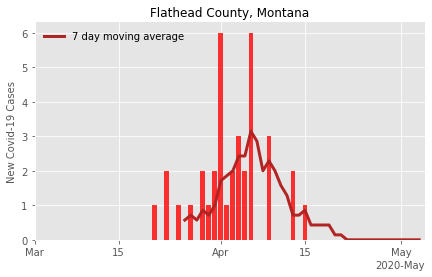 Flathead County, Montana
7 day moving average
New Covid-19 Cases
6
5
4
3
2
1
0
Mar
15
Apr
15
May
2020-May